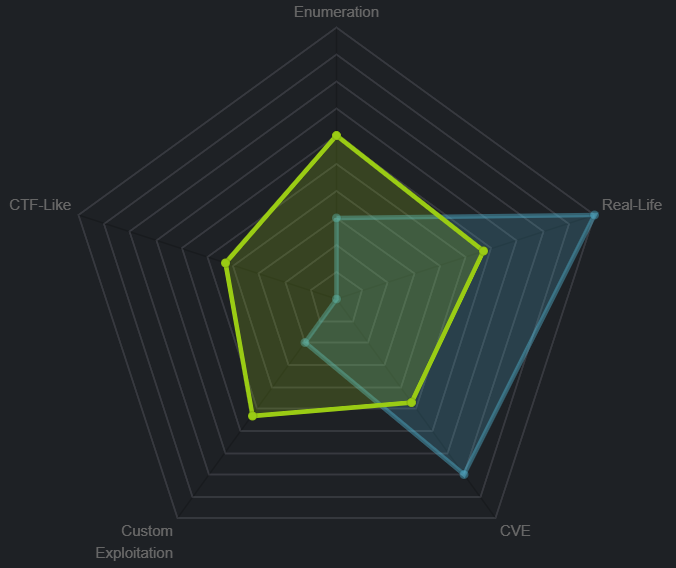 Enumeration
CTF-Like
Real-Life
Custom
Exploitation
CVE